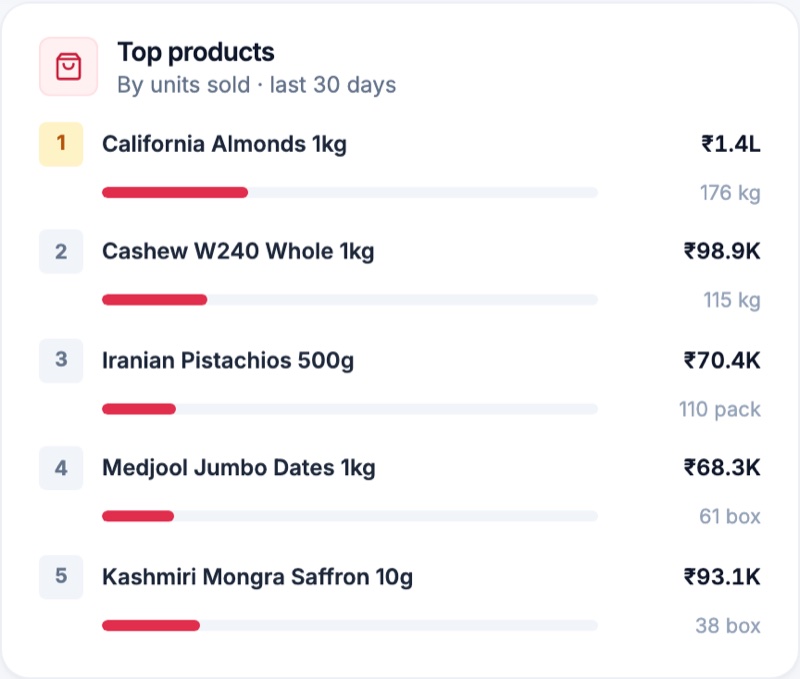 Top products
By units sold · last 30 days
1 California Almonds 1kg ₹1.4L
176 kg
2 Cashew W240 Whole 1kg ₹98.9K
115 kg
3 Iranian Pistachios 500g ₹70.4K
110 pack
4 Medjool Jumbo Dates 1kg ₹68.3K
61 box
5 Kashmiri Mongra Saffron 10g ₹93.1K
38 box